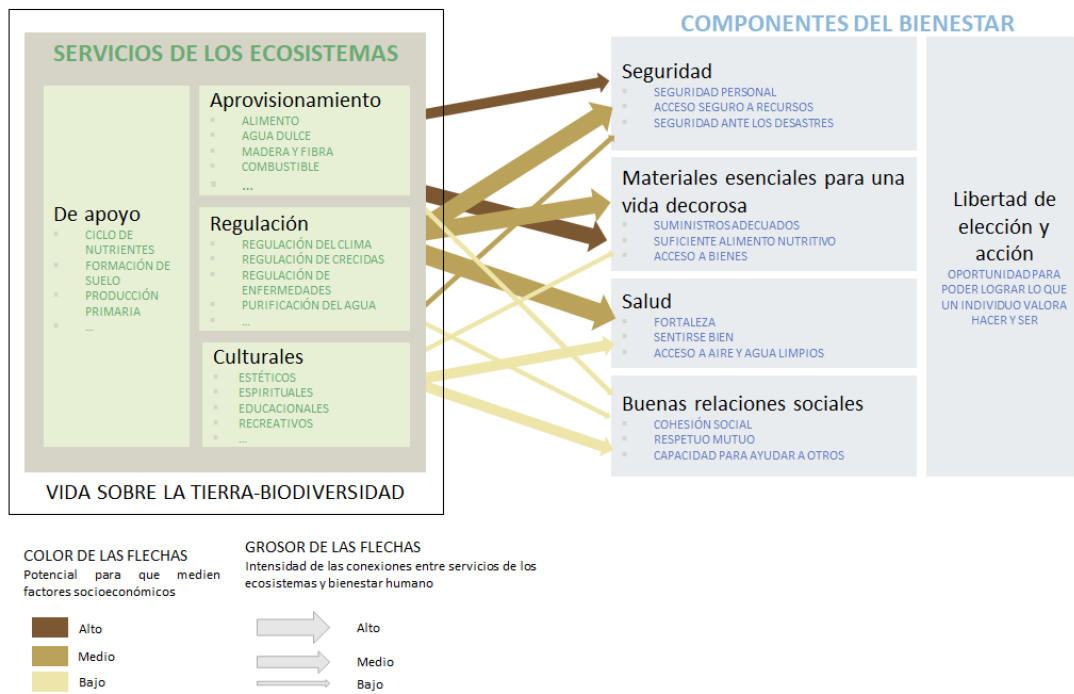 COMPONENTES DEL BIENESTAR
SERVICIOS DE LOS ECOSISTEMAS
De apoyo
CICLO DE
NUTRIENTES
FORMACIÓN DE
SUELO
PRODUCCIÓN
PRIMARIA
...
Aprovisionamiento
ALIMENTO
AGUA DULCE
MADERA Y FIBRA
COMBUSTIBLE
...
Regulación
REGULACIÓN DEL CLIMA
REGULACIÓN DE CRECIDAS
REGULACIÓN DE
ENFERMEDADES
PURIFICACIÓN DEL AGUA
...
Culturales
ESTÉTICOS
ESPIRITUALES
EDUCACIONALES
RECREATIVOS
...
VIDA SOBRE LA TIERRA-BIODIVERSIDAD
Seguridad
SEGURIDAD PERSONAL
ACCESO SEGURO A RECURSOS
SEGURIDAD ANTE LOS DESASTRES
Materiales esenciales para una
vida decorosa
SUMINISTROS ADECUADOS
SUFICIENTE ALIMENTO NUTRITIVO
ACCESO A BIENES
Salud
FORTALEZA
SENTIRSE BIEN
ACCESO A AIRE Y AGUA LIMPIOS
Buenas relaciones sociales
COHESIÓN SOCIAL
RESPETUO MUTUO
CAPACIDAD PARA AYUDAR A OTROS
Libertad de
elección y
acción
OPORTUNIDAD PARA
PODER LOGRAR LO QUE
UN INDIVIDUO VALORA
HACER Y SER
COLOR DE LAS FLECHAS
Potencial para que medien
factores socioeconómicos
Alto
Medio
Bajo
GROSOR DE LAS FLECHAS
Intensidad de las conexiones entre servicios de los
ecosistemas y bienestar humano
Alto
Medio
Bajo